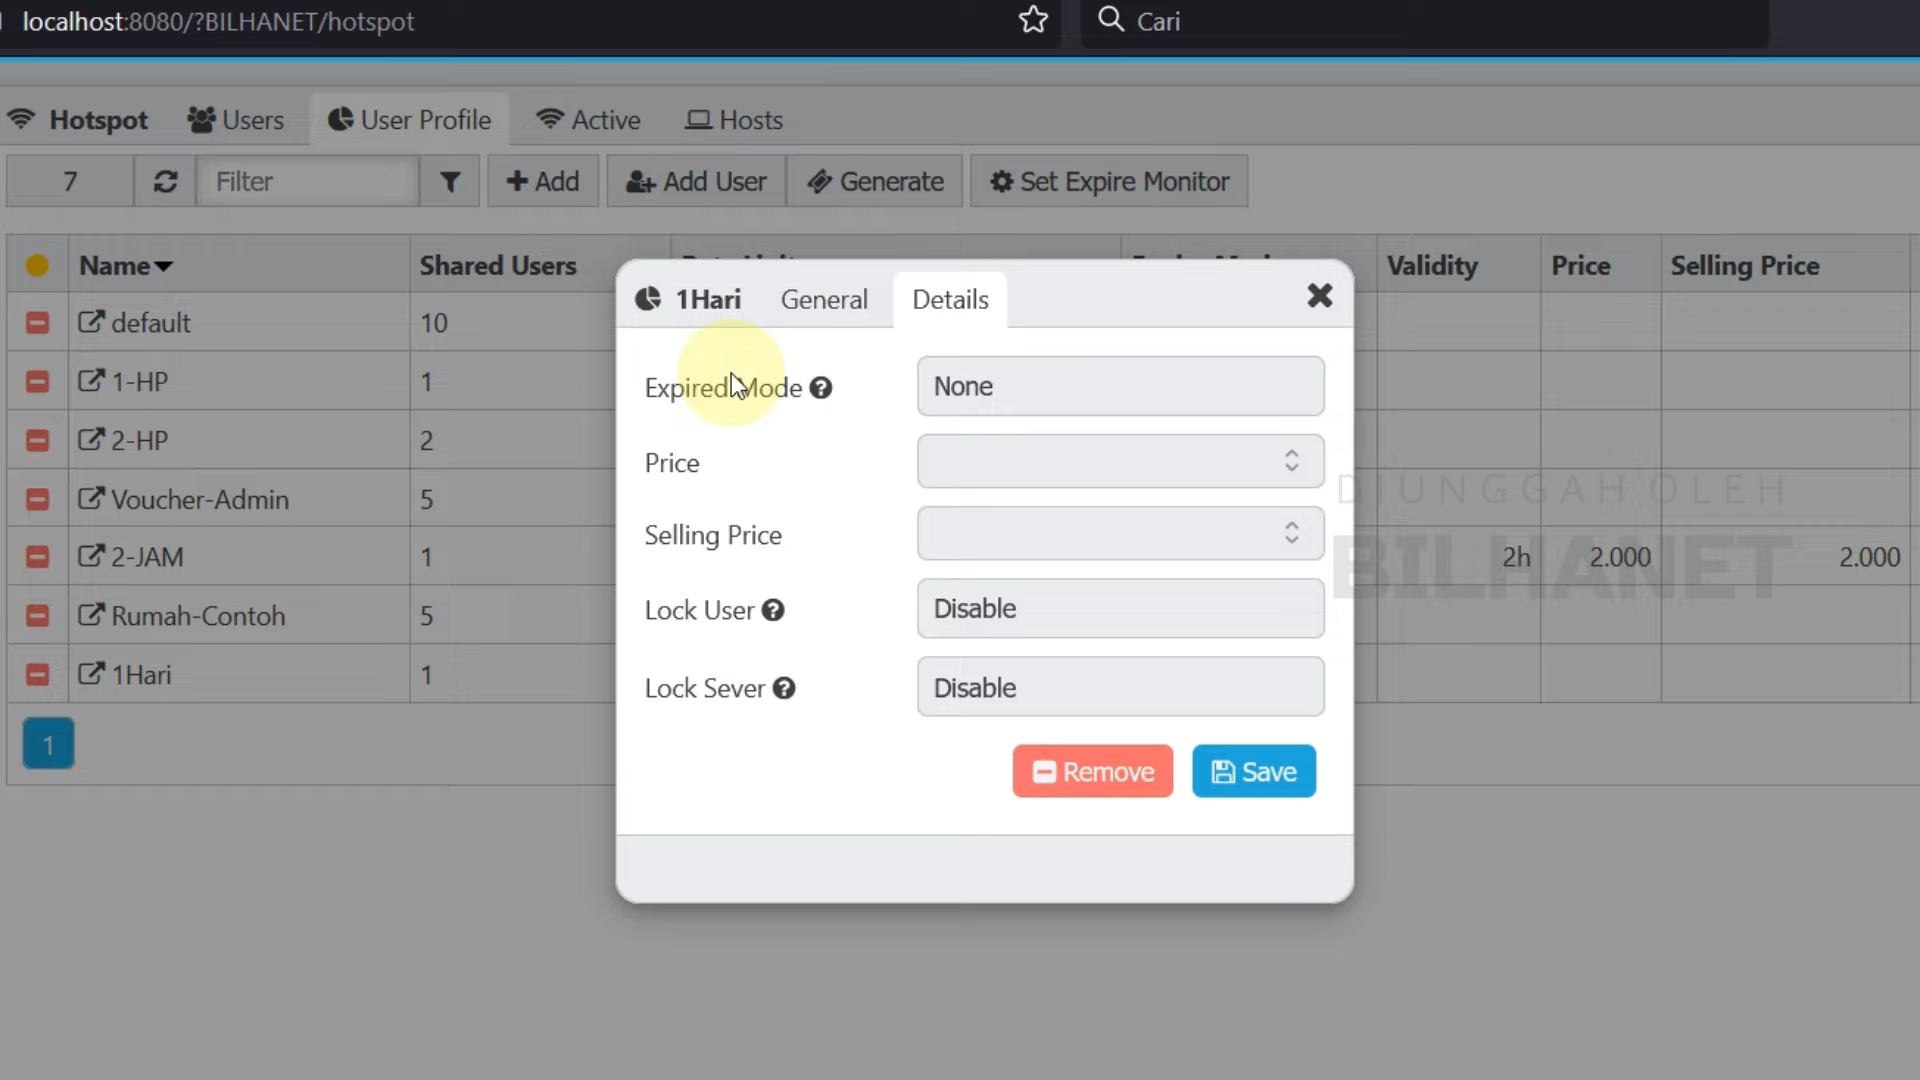 localhost:8080/?BILHANET/hotspot
Cari
Hotspot Users User Profile Active Hosts
7 Filter Add Add User Generate Set Expire Monitor
Name Shared Users Validity Price Selling Price
default 10
1-HP 1
2-HP 2
Voucher-Admin 5
2-JAM 1 2h 2.000 2.000
Rumah-Contoh 5
1Hari 1
1
1Hari General Details
Expired Mode None
Price
Selling Price
Lock User Disable
Lock Sever Disable
Remove Save
DIUNGGAH OLEH
BILHANET